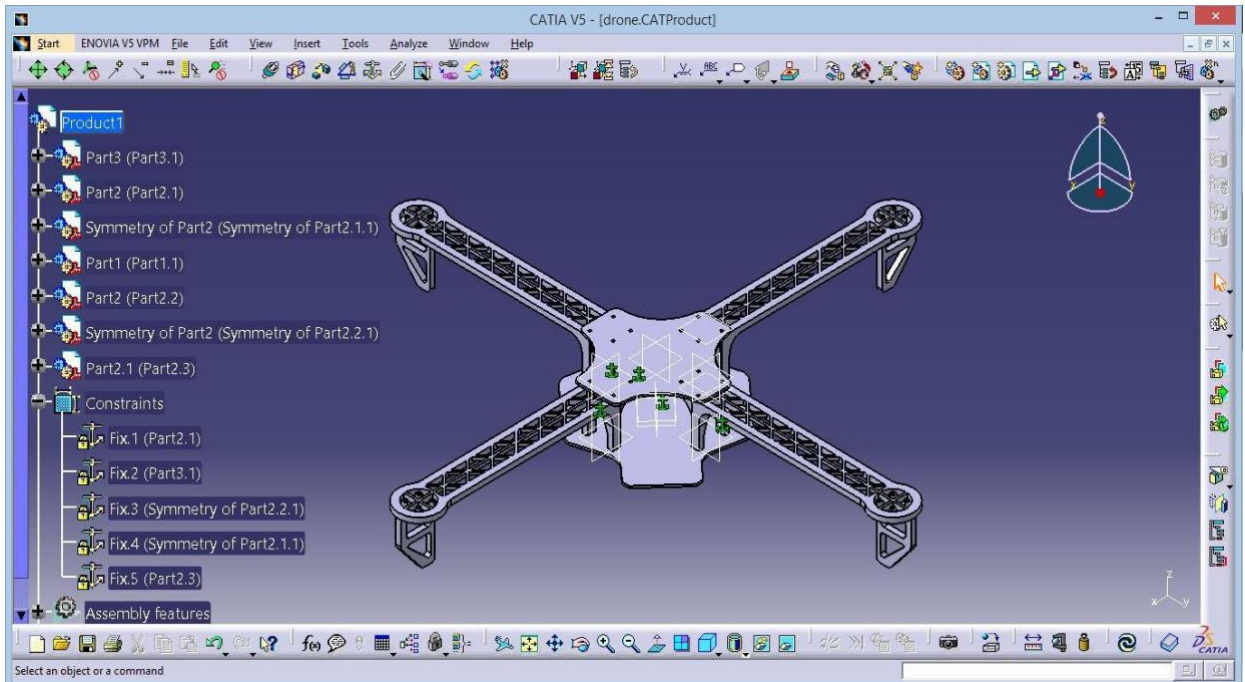 CATIA V5 - [drone.CATProduct]
Start ENOVIA V5 VPM File Edit View Insert Tools Analyze Window Help
Product1
Part3 (Part3.1)
Part2 (Part2.1)
Symmetry of Part2 (Symmetry of Part2.1.1)
Part1 (Part1.1)
Part2 (Part2.2)
Symmetry of Part2 (Symmetry of Part2.2.1)
Part2.1 (Part2.3)
Constraints
Fix.1 (Part2.1)
Fix.2 (Part3.1)
Fix.3 (Symmetry of Part2.2.1)
Fix.4 (Symmetry of Part2.1.1)
Fix.5 (Part2.3)
Assembly features
z
x y
f(x)
CATIA
Select an object or a command